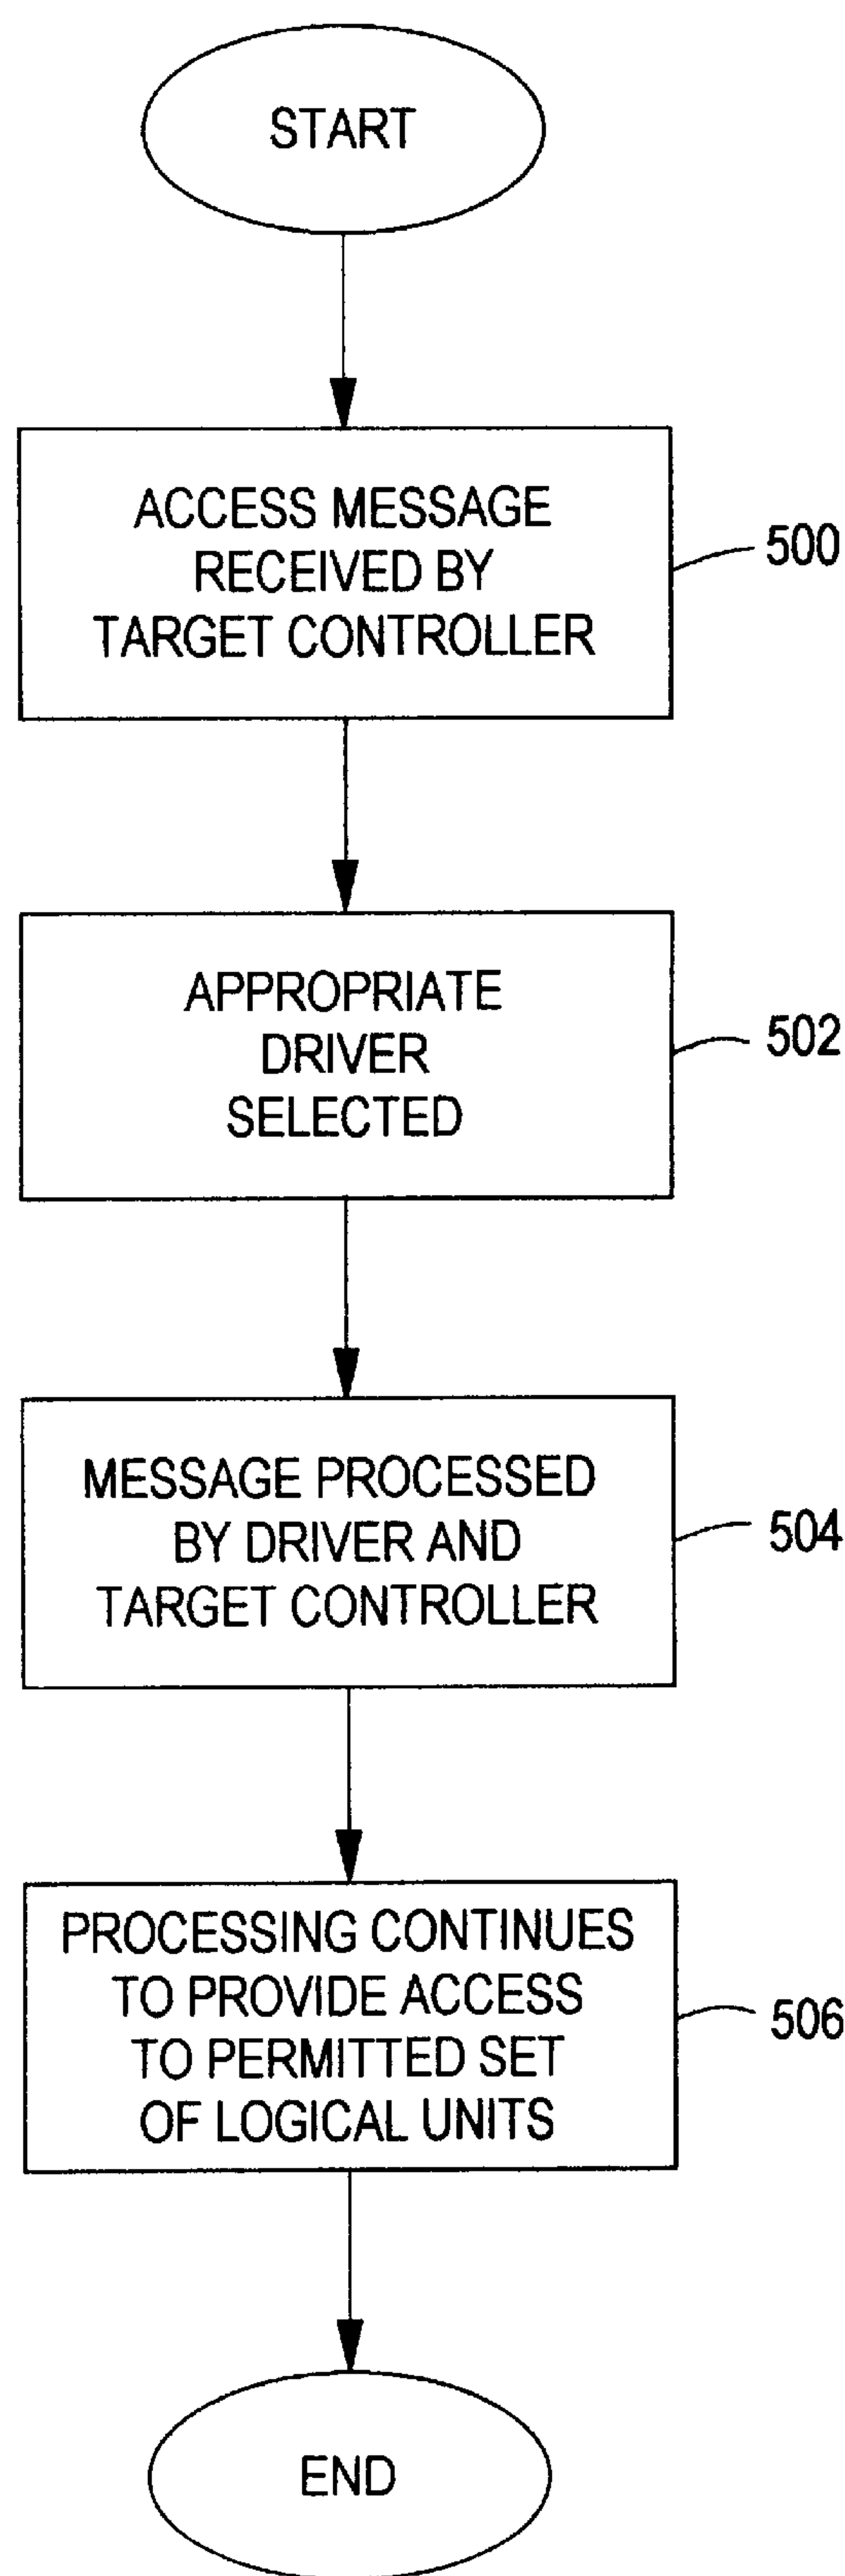 START
ACCESS MESSAGE
RECEIVED BY
TARGET CONTROLLER
500
APPROPRIATE
DRIVER
SELECTED
502
MESSAGE PROCESSED
BY DRIVER AND
TARGET CONTROLLER
504
PROCESSING CONTINUES
TO PROVIDE ACCESS
TO PERMITTED SET
OF LOGICAL UNITS
506
END